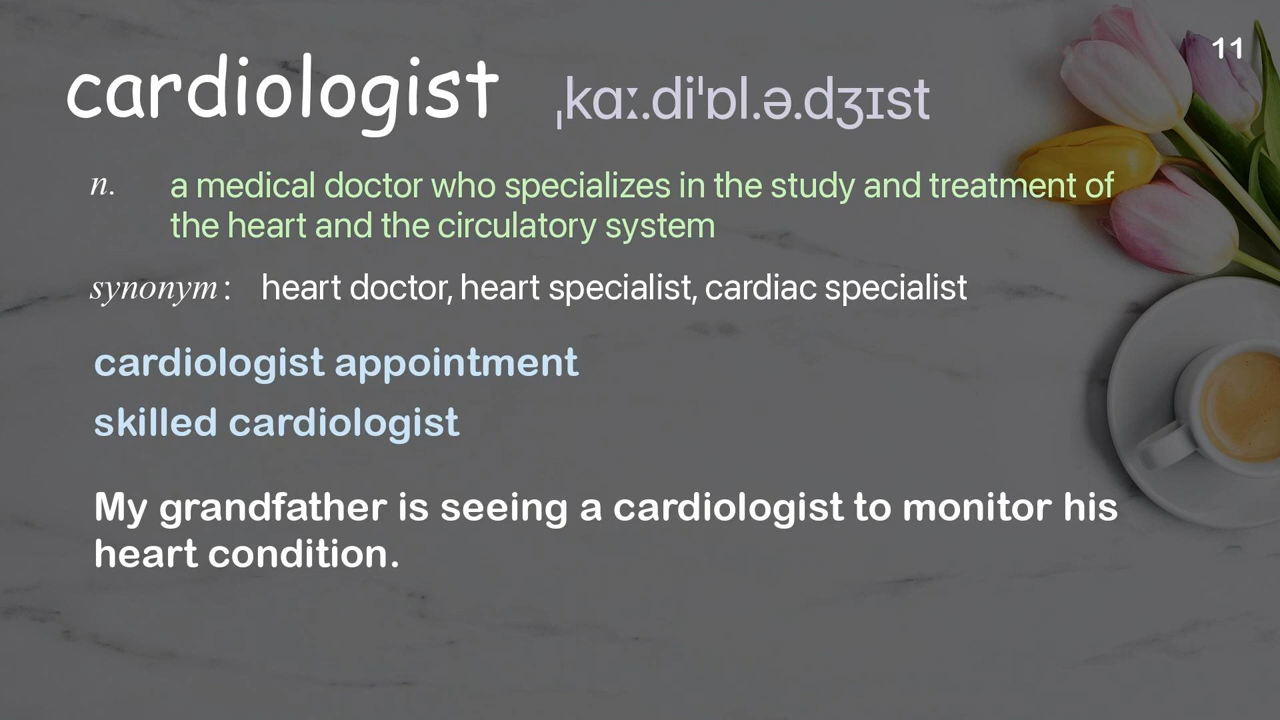 11
cardiologist ˌkɑː.diˈɒl.ə.dʒɪst
n. a medical doctor who specializes in the study and treatment of
the heart and the circulatory system
synonym: heart doctor, heart specialist, cardiac specialist
cardiologist appointment
skilled cardiologist
My grandfather is seeing a cardiologist to monitor his
heart condition.